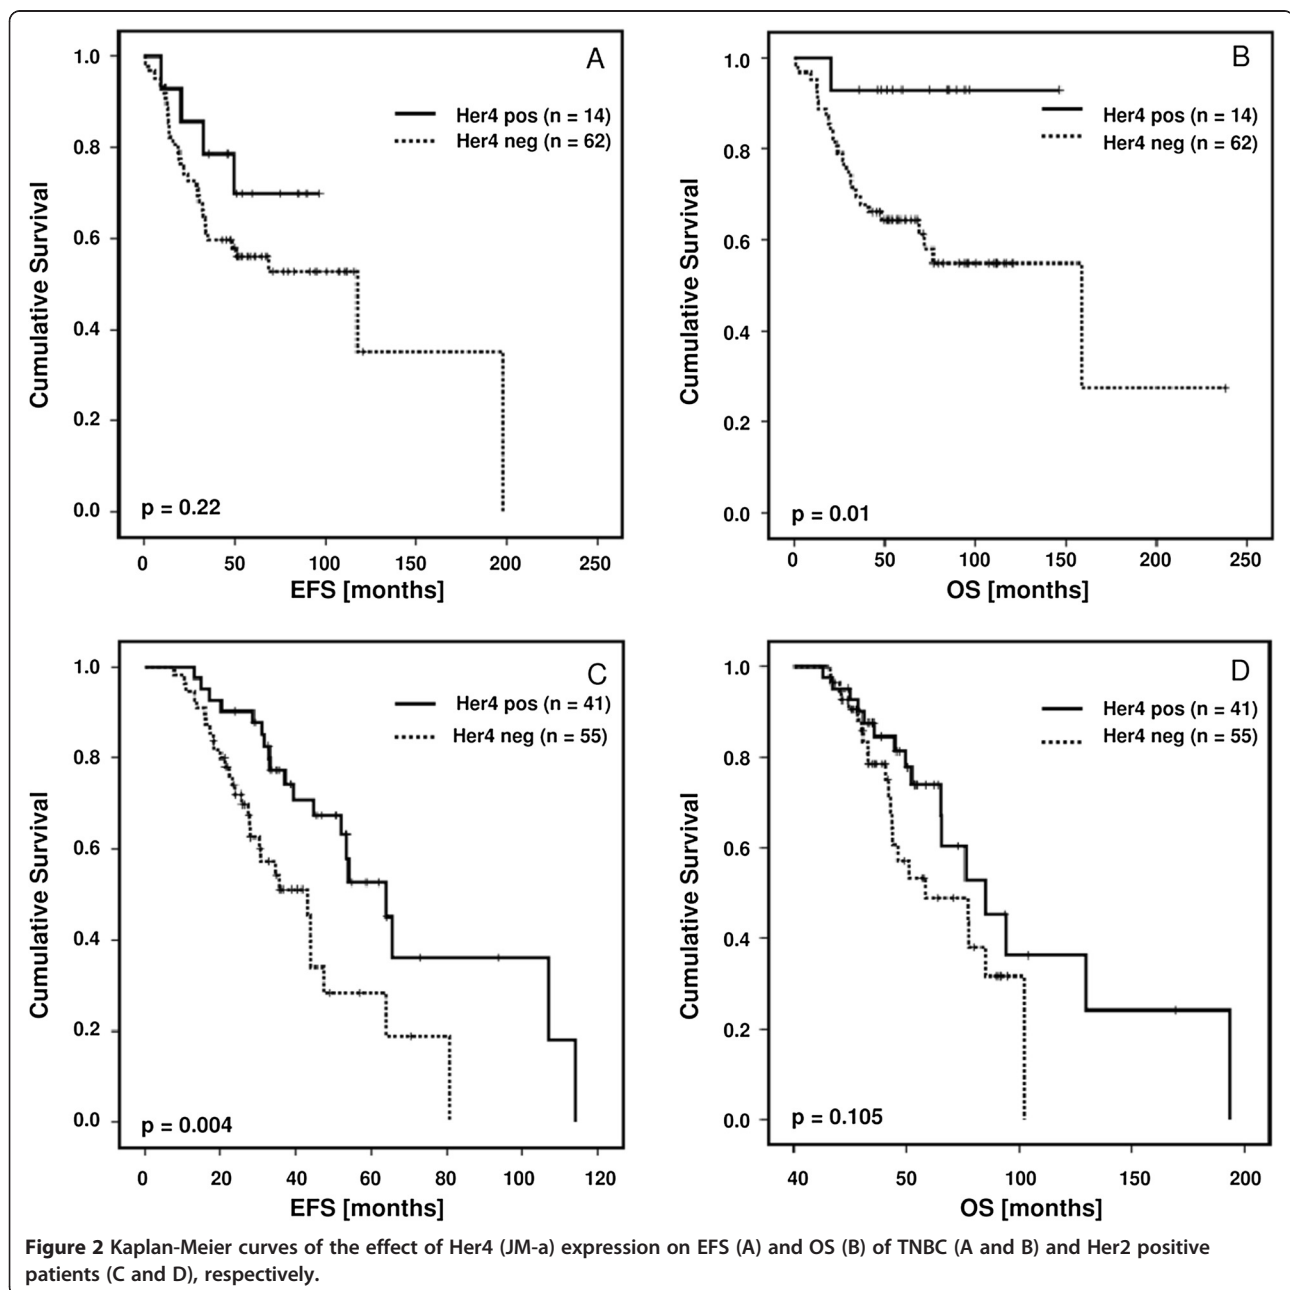 A
1.0
0.8
0.6
0.4
0.2
0.0
Cumulative Survival
Her4 pos (n = 14)
Her4 neg (n = 62)
p = 0.22
0 50 100 150 200 250
EFS [months]
B
1.0
0.8
0.6
0.4
0.2
0.0
Cumulative Survival
Her4 pos (n = 14)
Her4 neg (n = 62)
p = 0.01
0 50 100 150 200 250
OS [months]
C
1.0
0.8
0.6
0.4
0.2
0.0
Cumulative Survival
Her4 pos (n = 41)
Her4 neg (n = 55)
p = 0.004
0 20 40 60 80 100 120
EFS [months]
D
1.0
0.8
0.6
0.4
0.2
0.0
Cumulative Survival
Her4 pos (n = 41)
Her4 neg (n = 55)
p = 0.105
40 50 100 150 200
OS [months]
Figure 2 Kaplan-Meier curves of the effect of Her4 (JM-a) expression on EFS (A) and OS (B) of TNBC (A and B) and Her2 positive
patients (C and D), respectively.